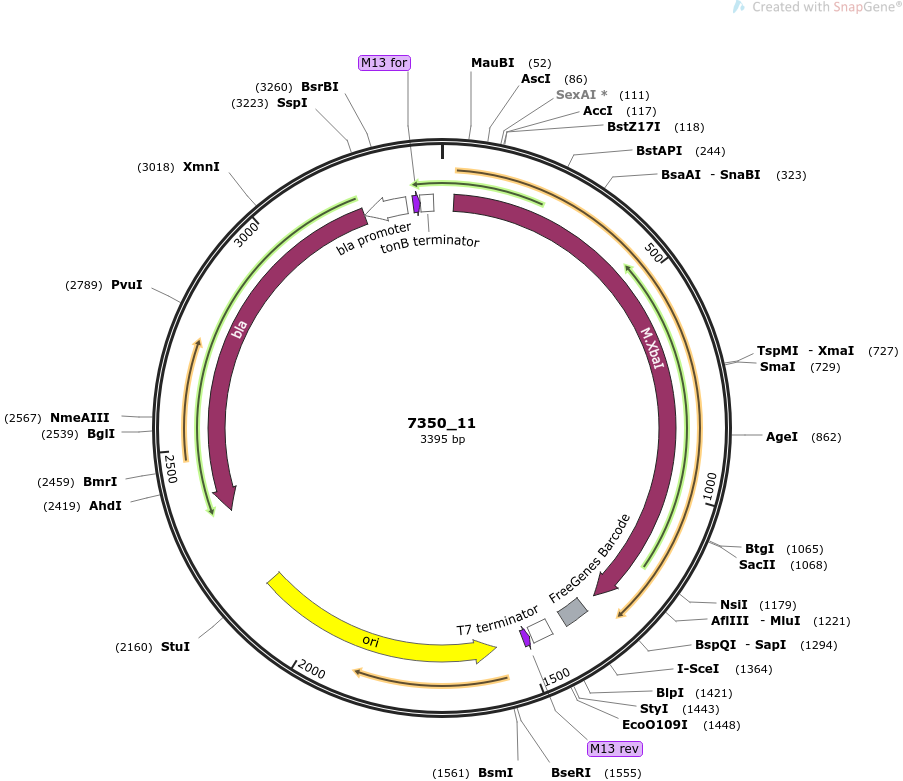 Created with SnapGene®
M13 for
MauBI (52)
AscI (86)
SexAI * (111)
AccI (117)
BstZ17I (118)
BstAPI (244)
BsaAI - SnaBI (323)
500
TspMI - XmaI (727)
SmaI (729)
AgeI (862)
1000
BtgI (1065)
SacII (1068)
NsiI (1179)
AflIII - MluI (1221)
BspQI - SapI (1294)
I-SceI (1364)
BlpI (1421)
StyI (1443)
EcoO109I (1448)
M13 rev
BseRI (1555)
(1561) BsmI
1500
2000
(2160) StuI
(2419) AhdI
(2459) BmrI
2500
(2539) BglI
(2567) NmeAIII
(2789) PvuI
3000
(3018) XmnI
(3223) SspI
(3260) BsrBI
bla promoter
tonB terminator
bla
M.XbaI
7350_11
3395 bp
FreeGenes Barcode
T7 terminator
ori